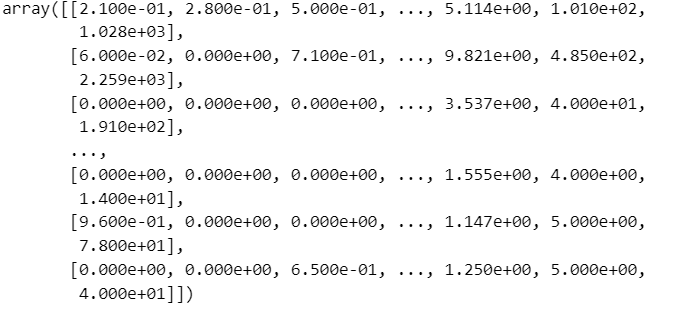 array([[2.100e-01, 2.800e-01, 5.000e-01, ..., 5.114e+00, 1.010e+02,
1.028e+03],
[6.000e-02, 0.000e+00, 7.100e-01, ..., 9.821e+00, 4.850e+02,
2.259e+03],
[0.000e+00, 0.000e+00, 0.000e+00, ..., 3.537e+00, 4.000e+01,
1.910e+02],
...,
[0.000e+00, 0.000e+00, 0.000e+00, ..., 1.555e+00, 4.000e+00,
1.400e+01],
[9.600e-01, 0.000e+00, 0.000e+00, ..., 1.147e+00, 5.000e+00,
7.800e+01],
[0.000e+00, 0.000e+00, 6.500e-01, ..., 1.250e+00, 5.000e+00,
4.000e+01]])